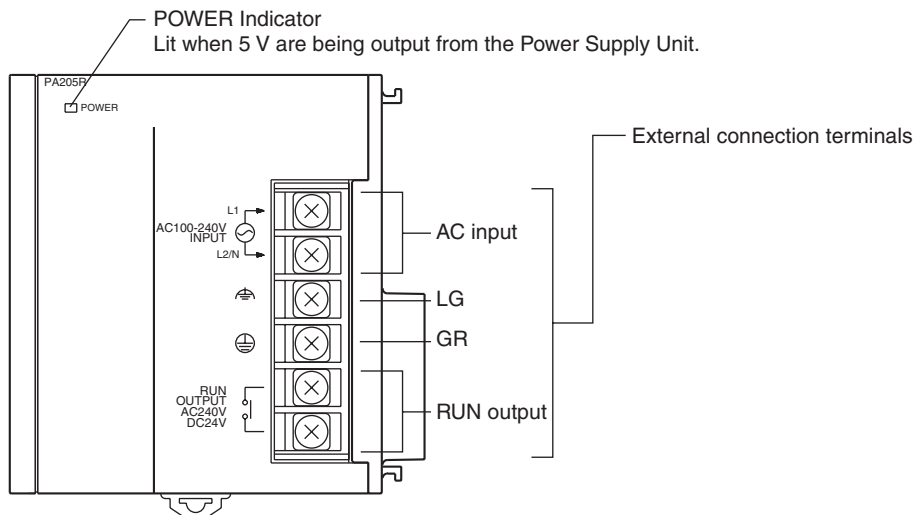 POWER Indicator
Lit when 5 V are being output from the Power Supply Unit.
PA205R
POWER
External connection terminals
L1
AC100-240V
INPUT
L2/N
AC input
LG
GR
RUN
OUTPUT
AC240V
DC24V
RUN output